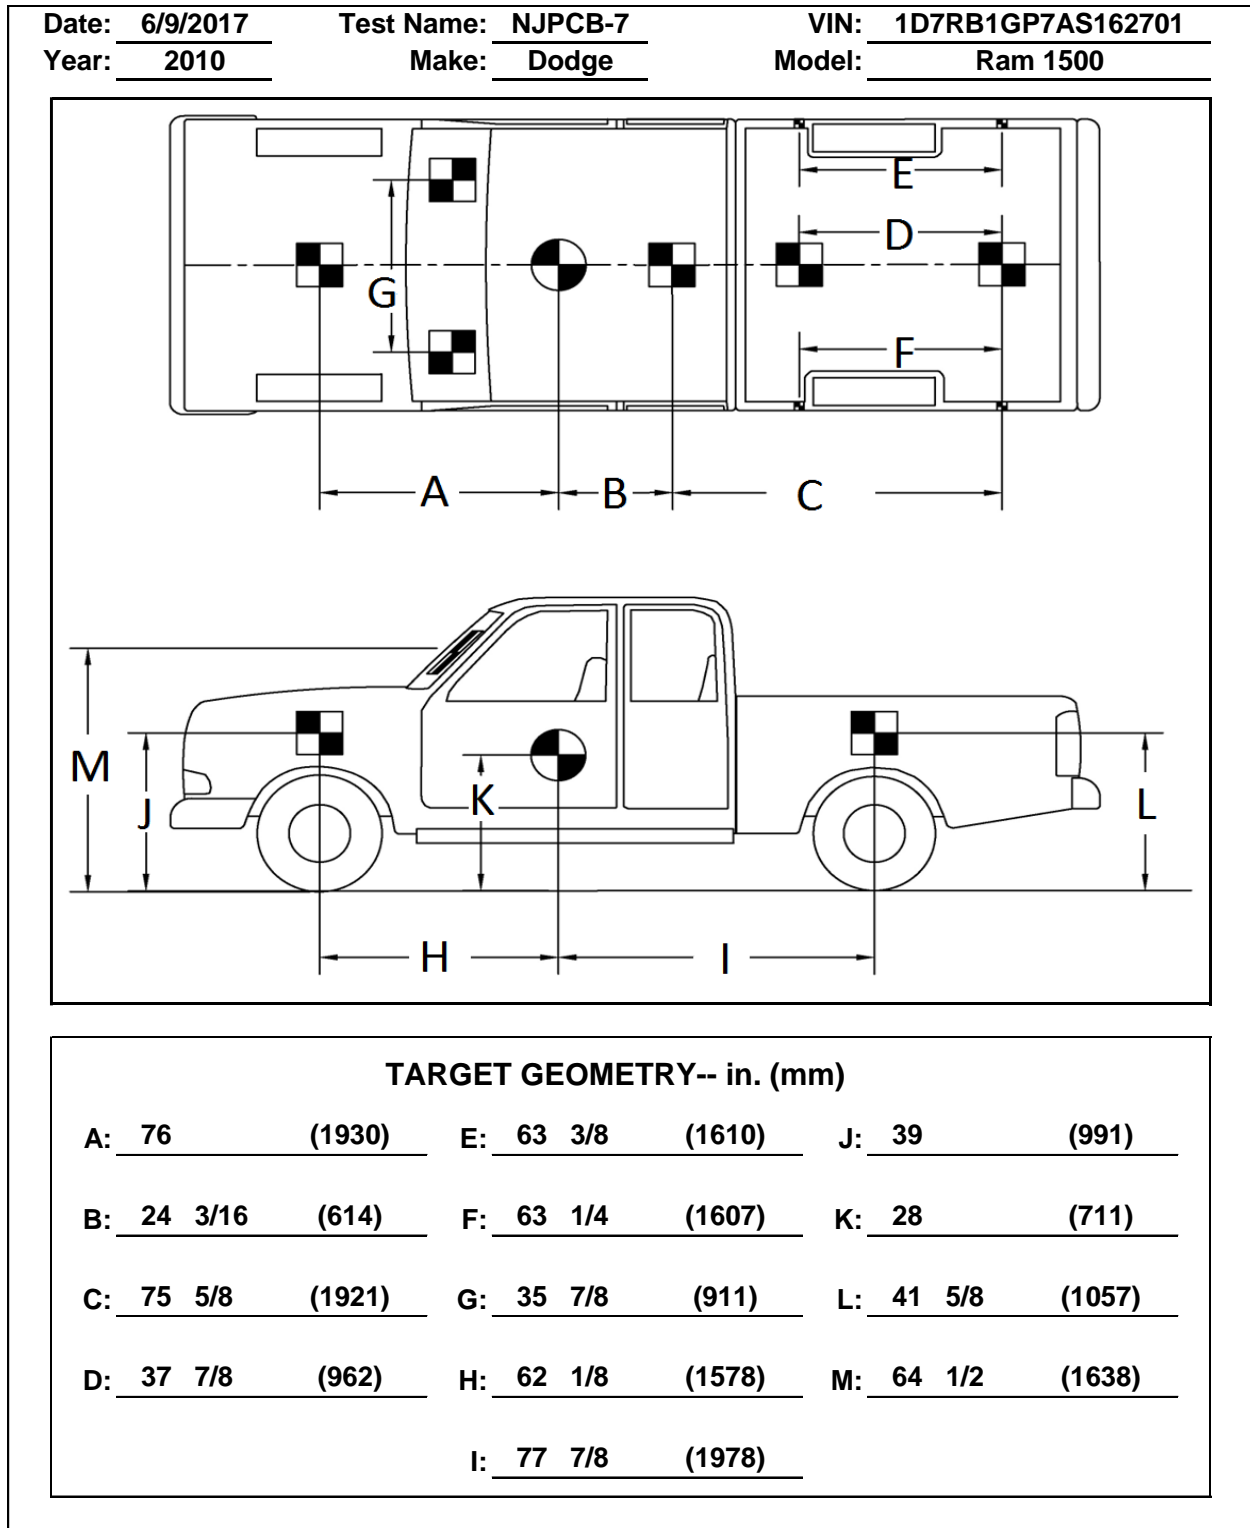 Date: 6/9/2017 Test Name: NJPCB-7 VIN: 1D7RB1GP7AS162701
Year: 2010 Make: Dodge Model: Ram 1500
E
D
G
F
A B C
M
J
K
L
H I
TARGET GEOMETRY-- in. (mm)
A: 76 (1930) E: 63 3/8 (1610) J: 39 (991)
B: 24 3/16 (614) F: 63 1/4 (1607) K: 28 (711)
C: 75 5/8 (1921) G: 35 7/8 (911) L: 41 5/8 (1057)
D: 37 7/8 (962) H: 62 1/8 (1578) M: 64 1/2 (1638)
I: 77 7/8 (1978)